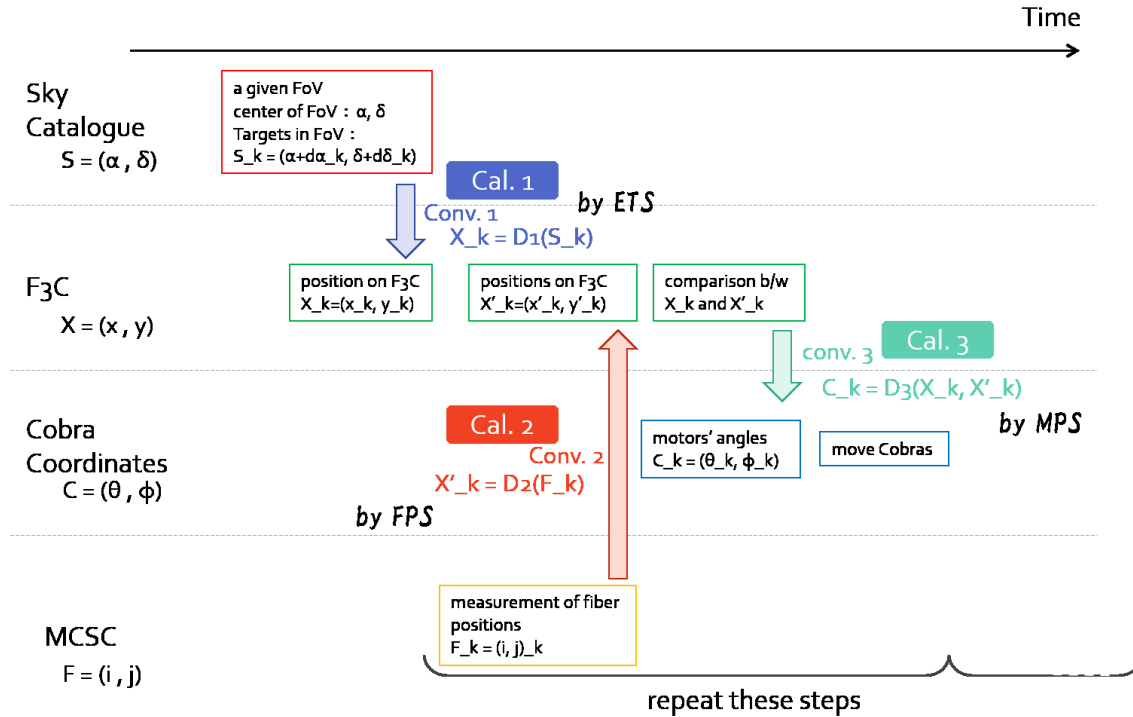 Time
Sky
Catalogue
S = (α , δ)
a given FoV
center of FoV : α, δ
Targets in FoV :
S_k = (α+dα_k, δ+dδ_k)
Cal. 1
by ETS
Conv. 1
X_k = D1(S_k)
F3C
X = (x , y)
position on F3C
X_k=(x_k, y_k)
positions on F3C
X'_k=(x'_k, y'_k)
comparison b/w
X_k and X'_k
conv. 3
Cal. 3
C_k = D3(X_k, X'_k)
by MPS
Cobra
Coordinates
C = (θ , ϕ)
Cal. 2
Conv. 2
X'_k = D2(F_k)
by FPS
motors' angles
C_k = (θ_k, ϕ_k)
move Cobras
MCSC
F = (i , j)
measurement of fiber
positions
F_k = (i, j)_k
repeat these steps